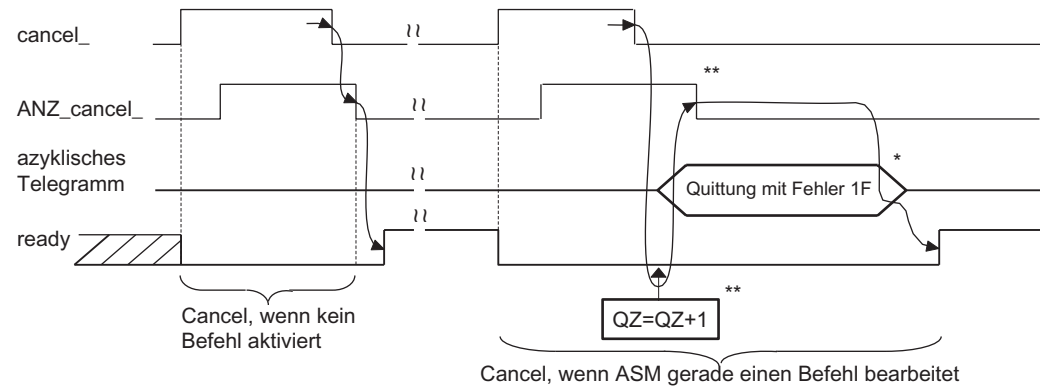 cancel_
**
ANZ_cancel_
azyklisches
Telegramm
*
Quittung mit Fehler 1F
ready
**
QZ=QZ+1
Cancel, wenn kein
Befehl aktiviert
Cancel, wenn ASM gerade einen Befehl bearbeitet